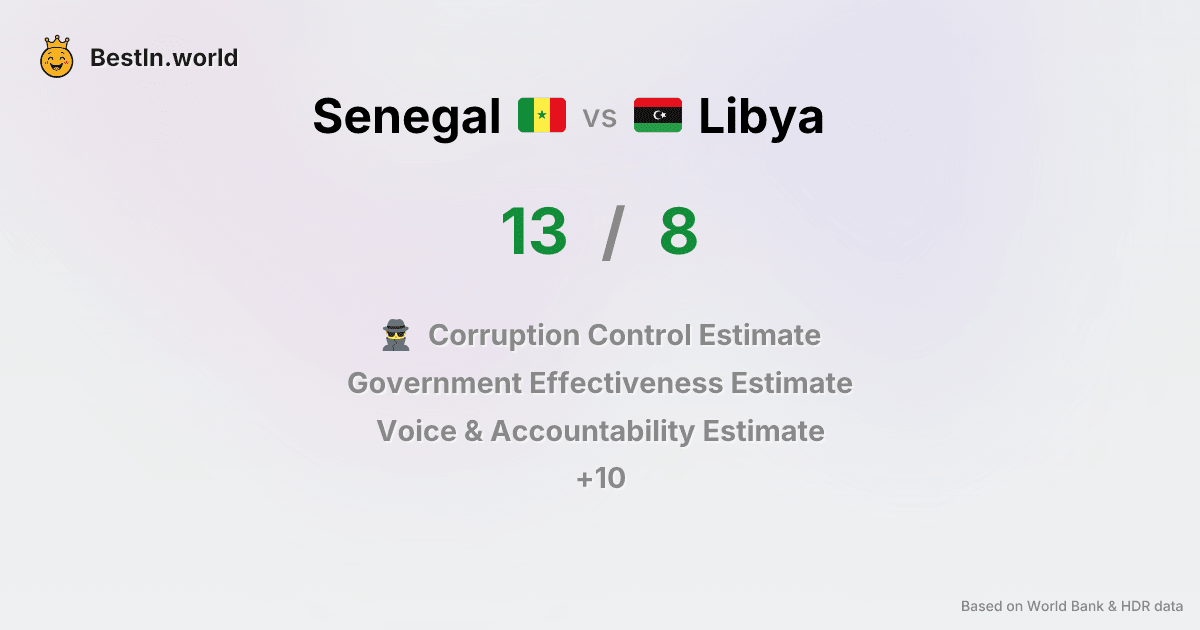 BestIn.world
Senegal vs Libya
13 / 8
Corruption Control Estimate
Government Effectiveness Estimate
Voice & Accountability Estimate
+10
Based on World Bank & HDR data